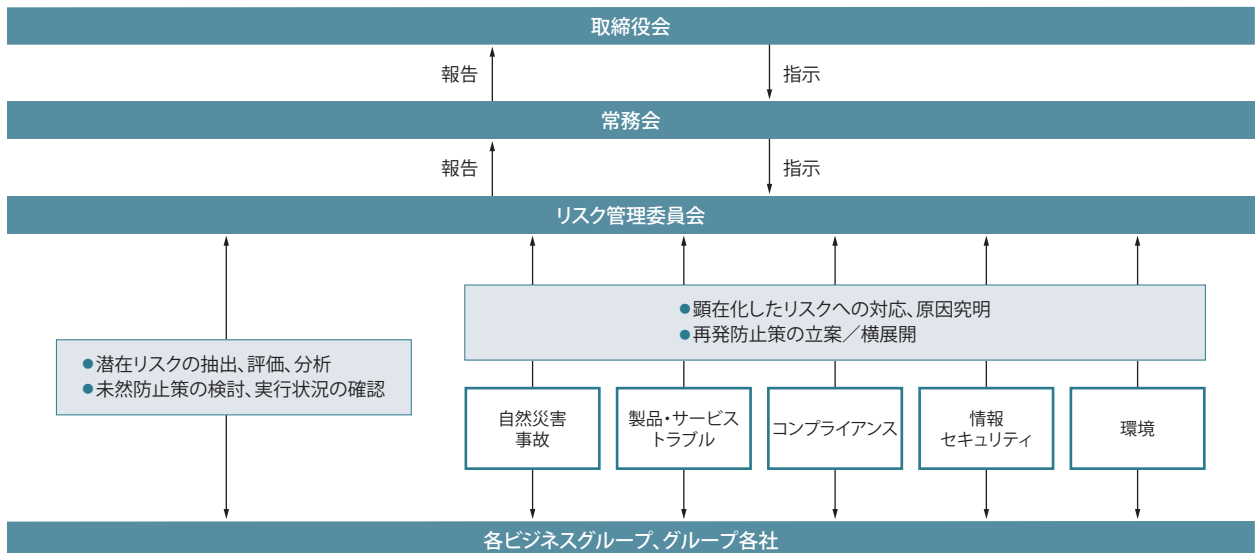 取締役会
報告
指示
常務会
報告
指示
リスク管理委員会
●顕在化したリスクへの対応、原因究明
●再発防止策の立案／横展開
●潜在リスクの抽出、評価、分析
●未然防止策の検討、実行状況の確認
自然災害
事故
製品・サービス
トラブル
コンプライアンス
情報
セキュリティ
環境
各ビジネスグループ、グループ各社